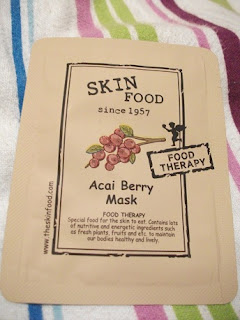 SKIN
FOOD
since 1957
FOOD
THERAPY
Acai Berry
Mask
FOOD THERAPY
Special food for the skin to eat. Contains lots
of nutritive and energetic ingredients such
as fresh plants, fruits and etc. to maintain
our bodies healthy and lively.
www.theskinfood.com